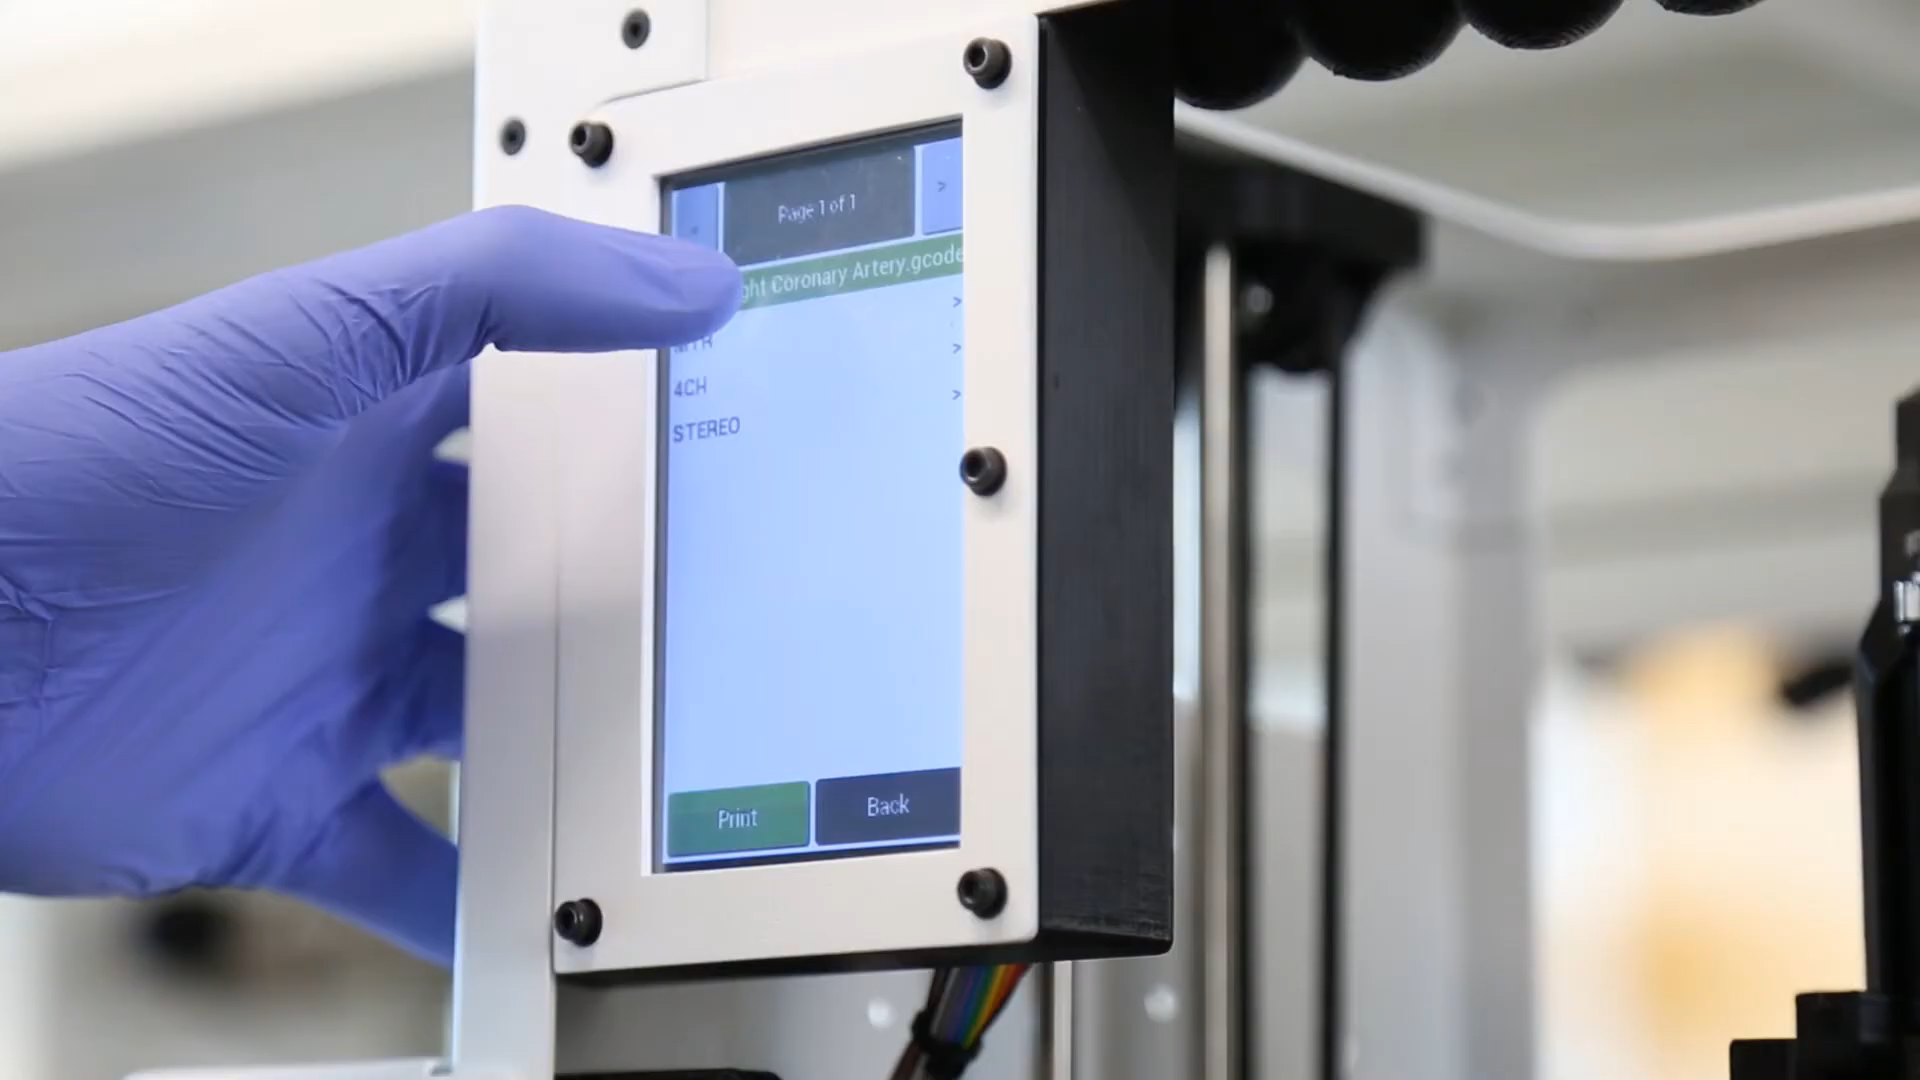 Page 1 of 1
>
ght Coronary Artery.gcode
>
>
4CH
>
STEREO
Print
Back